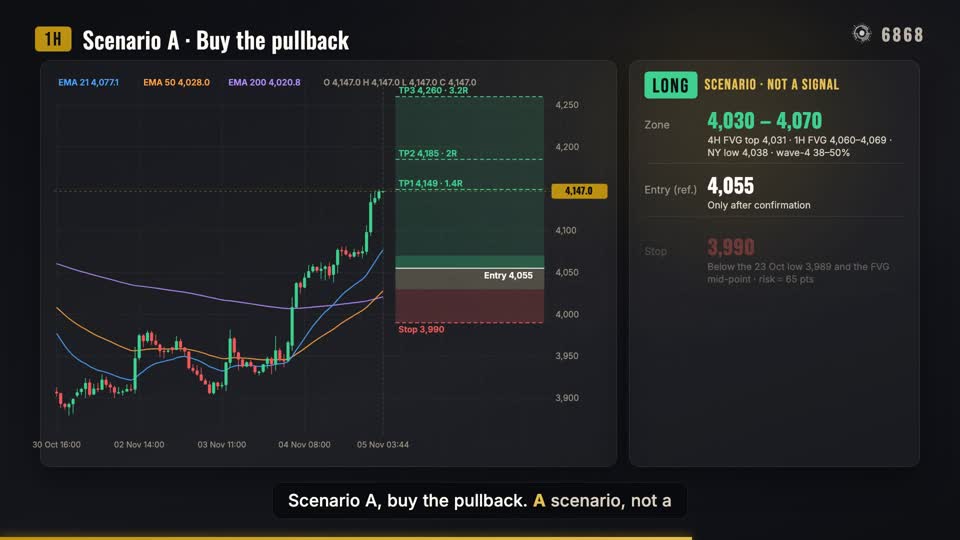 1H
Scenario A · Buy the pullback
6868
EMA 21 4,077.1 EMA 50 4,028.0 EMA 200 4,020.8 O 4,147.0 H 4,147.0 L 4,147.0 C 4,147.0
TP3 4,260 · 3.2R
4,250
4,200
TP2 4,185 · 2R
TP1 4,149 · 1.4R
4,147.0
4,100
4,050
Entry 4,055
4,000
Stop 3,990
3,950
3,900
30 Oct 16:00 02 Nov 14:00 03 Nov 11:00 04 Nov 08:00 05 Nov 03:44
LONG SCENARIO · NOT A SIGNAL
Zone 4,030 – 4,070
4H FVG top 4,031 · 1H FVG 4,060–4,069 ·
NY low 4,038 · wave-4 38–50%
Entry (ref.) 4,055
Only after confirmation
Stop 3,990
Below the 23 Oct low 3,989 and the FVG
mid-point · risk = 65 pts
Scenario A, buy the pullback. A scenario, not a